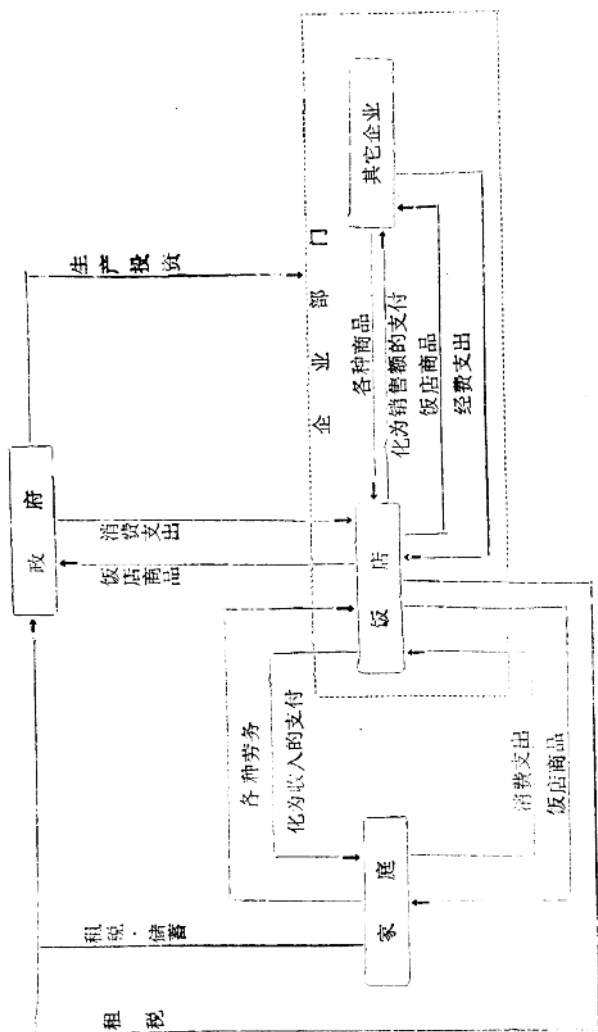 政府
生产投资
消费支出
饭店商品
企业部门
其它企业
各种商品
化为销售额的支付
饭店商品
经费支出
饭店
各种劳务
化为收入的支付
消费支出
饭店商品
家庭
租税·储蓄
租税